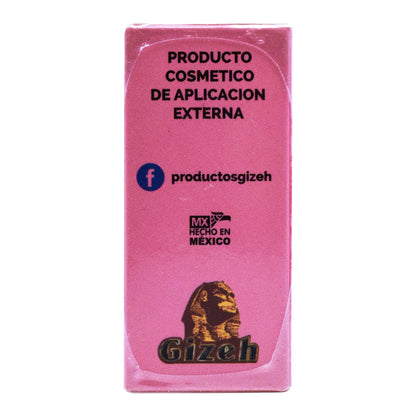 PRODUCTO
COSMETICO
DE APLICACION
EXTERNA
f productosgizeh
MX
HECHO EN
MÉXICO
Gizeh